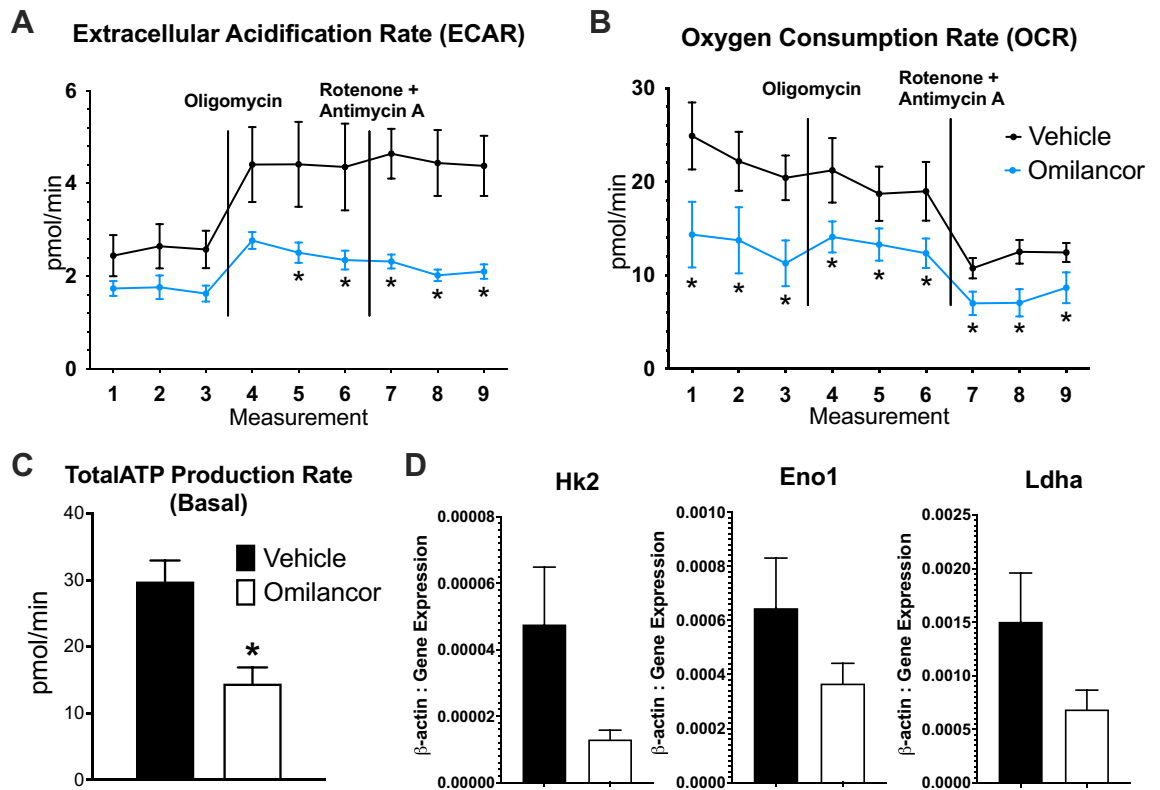 A
Extracellular Acidification Rate (ECAR)
Oligomycin
Rotenone +
Antimycin A
pmol/min
6
4
2
0
1 2 3 4 5 6 7 8 9
Measurement
* * * * *
B
Oxygen Consumption Rate (OCR)
Oligomycin
Rotenone +
Antimycin A
Vehicle
Omilancor
pmol/min
30
20
10
0
1 2 3 4 5 6 7 8 9
Measurement
* * * * * * * * *
C
TotalATP Production Rate
(Basal)
pmol/min
40
30
20
10
0
Vehicle
Omilancor
*
D
Hk2
β-actin : Gene Expression
0.00008
0.00006
0.00004
0.00002
0.00000
Eno1
β-actin : Gene Expression
0.0010
0.0008
0.0006
0.0004
0.0002
0.0000
Ldha
β-actin : Gene Expression
0.0025
0.0020
0.0015
0.0010
0.0005
0.0000